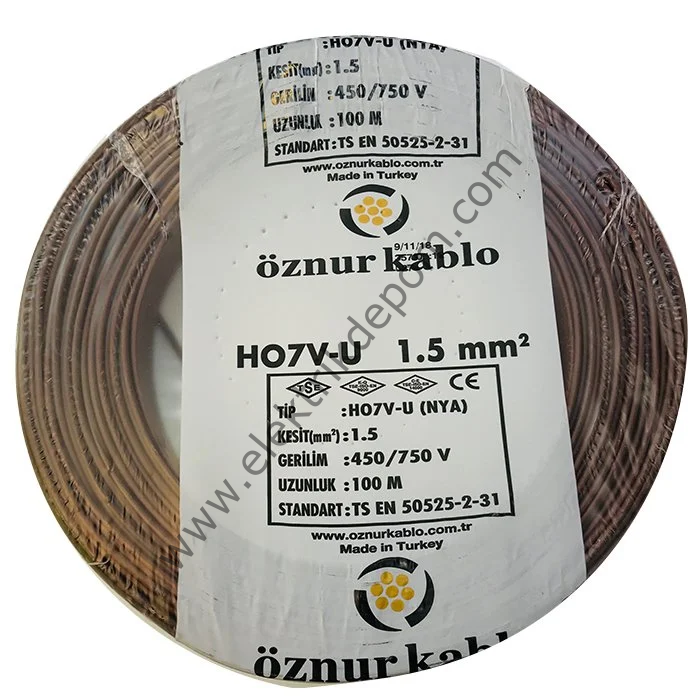 TİP :HO7V-U (NYA)
KESİT(mm²):1.5
GERİLİM :450/750 V
UZUNLUK :100 M
STANDART:TS EN 50525-2-31
www.oznurkablo.com.tr
Made in Turkey
9/11/18
öznur kablo
HO7V-U 1.5 mm²
TSE
CE
TİP :HO7V-U (NYA)
KESİT(mm²):1.5
GERİLİM :450/750 V
UZUNLUK :100 M
STANDART:TS EN 50525-2-31
www.oznurkablo.com.tr
Made in Turkey
öznur kablo
www.elektrikdeposn.com